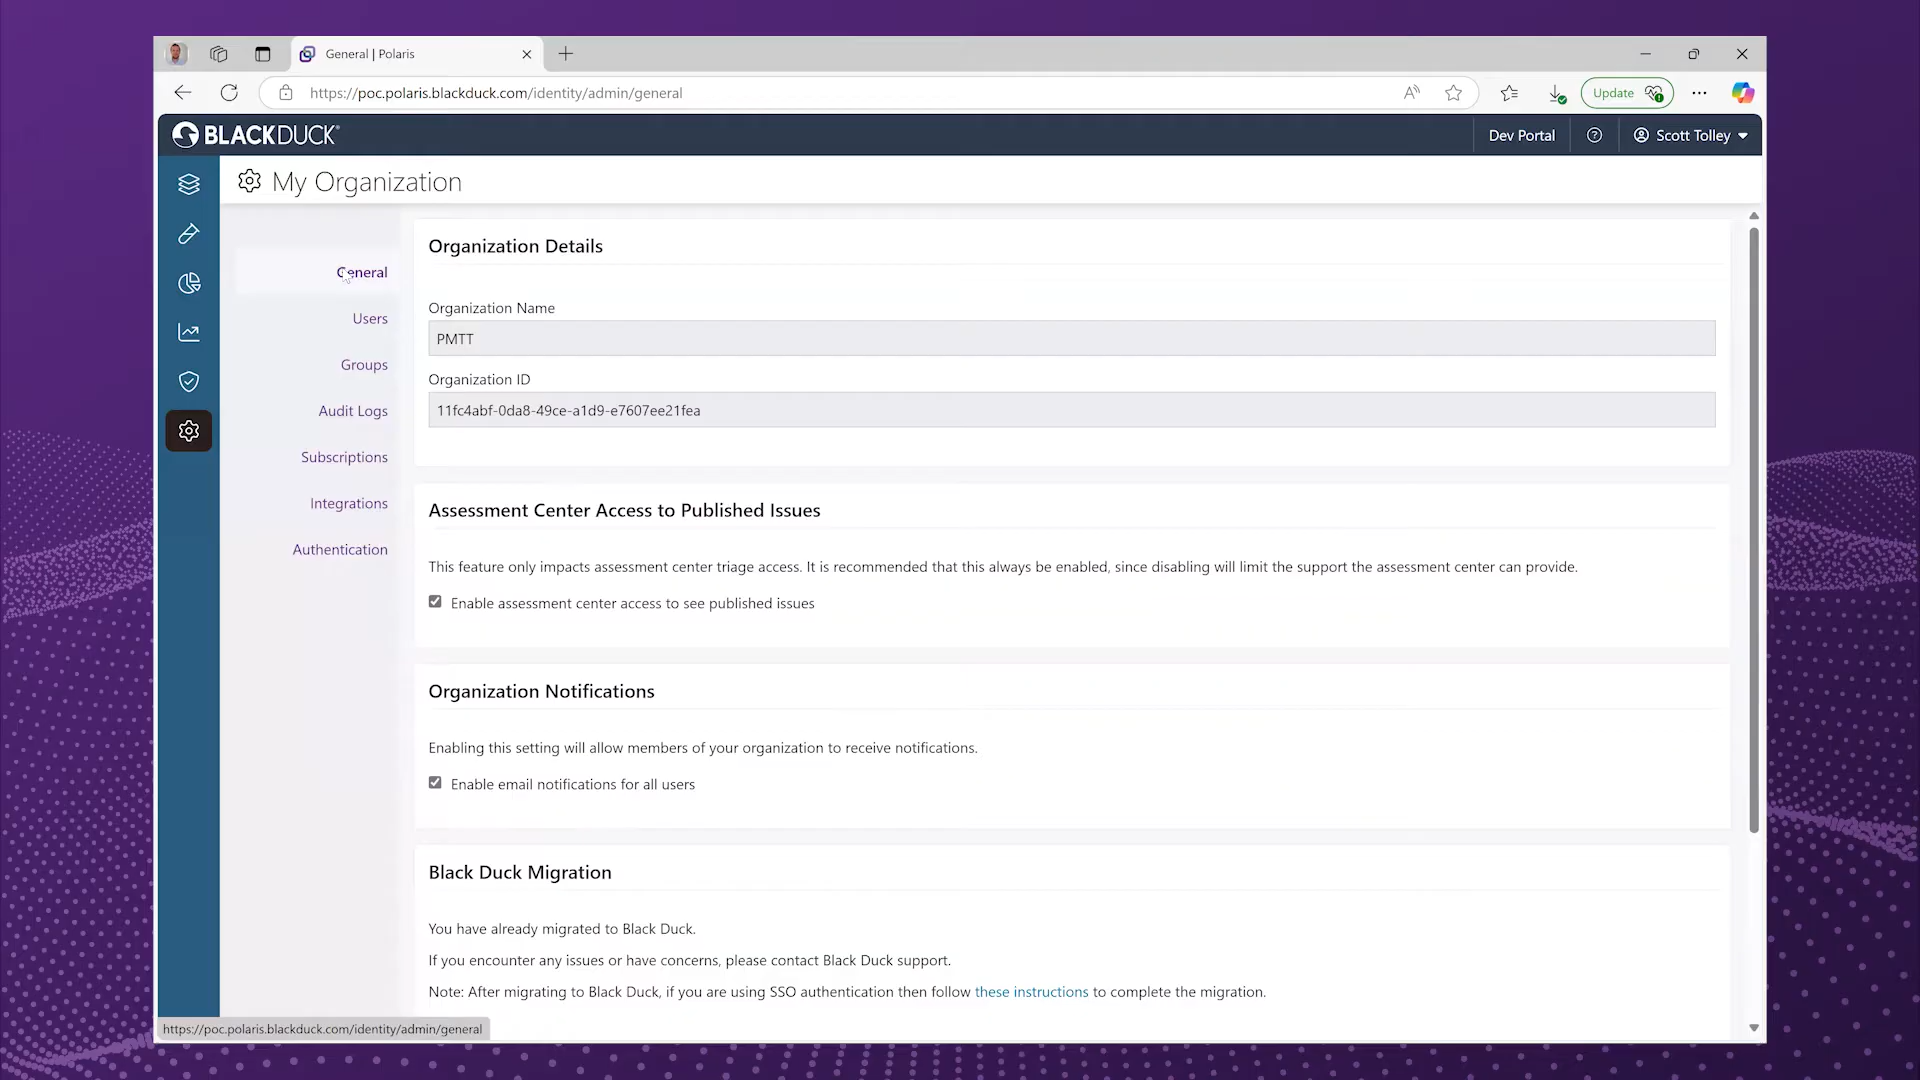 General | Polaris
https://poc.polaris.blackduck.com/identity/admin/general
Update
BLACKDUCK
Dev Portal
Scott Tolley
My Organization
General
Users
Groups
Audit Logs
Subscriptions
Integrations
Authentication
Organization Details
Organization Name
PMTT
Organization ID
11fc4abf-0da8-49ce-a1d9-e7607ee21fea
Assessment Center Access to Published Issues
This feature only impacts assessment center triage access. It is recommended that this always be enabled, since disabling will limit the support the assessment center can provide.
Enable assessment center access to see published issues
Organization Notifications
Enabling this setting will allow members of your organization to receive notifications.
Enable email notifications for all users
Black Duck Migration
You have already migrated to Black Duck.
If you encounter any issues or have concerns, please contact Black Duck support.
Note: After migrating to Black Duck, if you are using SSO authentication then follow these instructions to complete the migration.
https://poc.polaris.blackduck.com/identity/admin/general